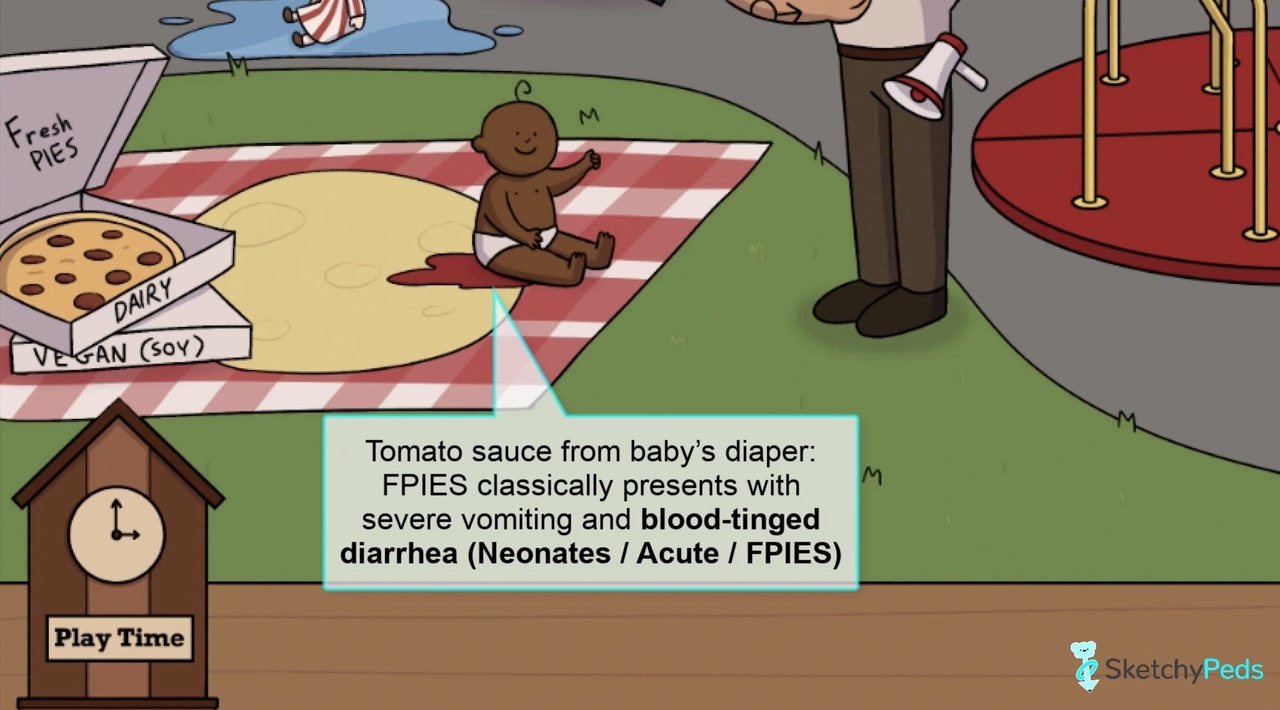 Fresh
PIES
DAIRY
VEGAN (SOY)
Tomato sauce from baby’s diaper:
FPIES classically presents with
severe vomiting and blood-tinged
diarrhea (Neonates / Acute / FPIES)
Play Time
SketchyPeds